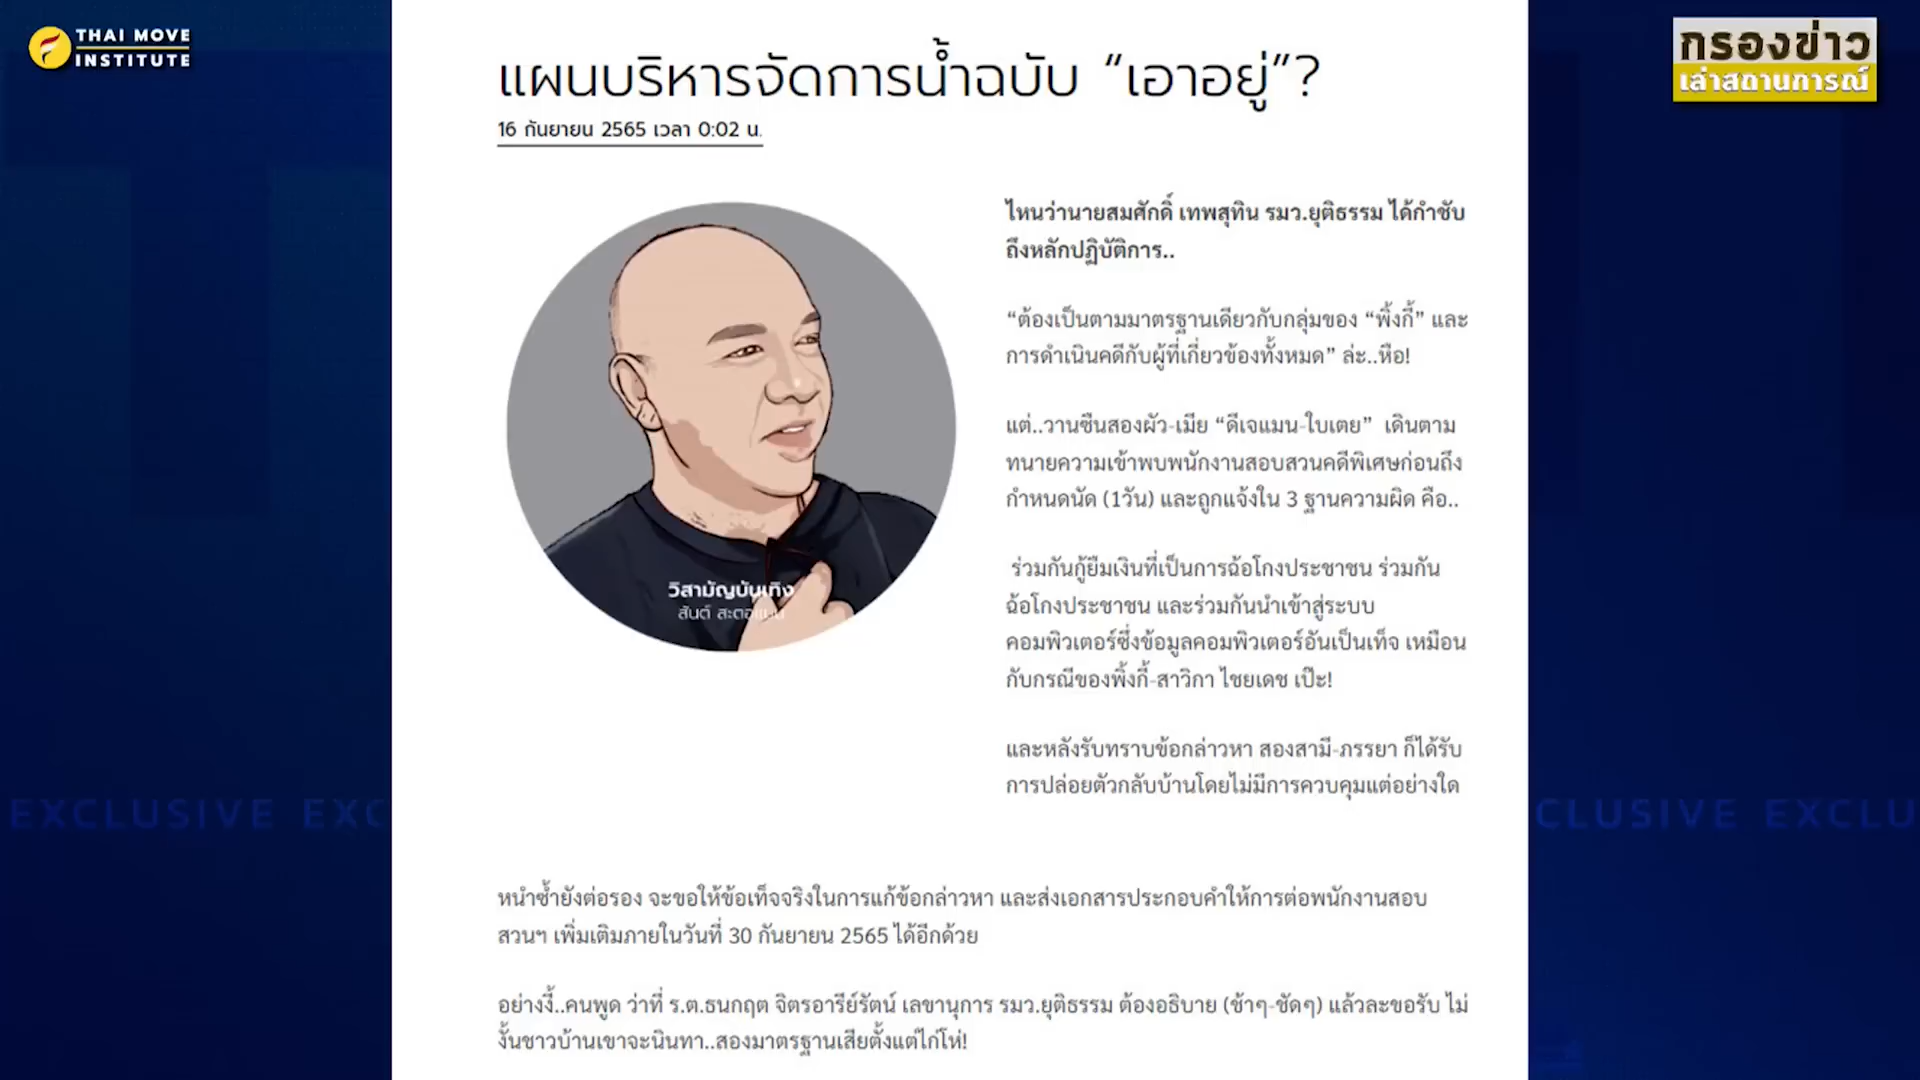 THAI MOVE
INSTITUTE
กรองข่าว
เล่าสถานการณ์
แผนบริหารจัดการน้ำฉบับ “เอาอยู่”?
16 กันยายน 2565 เวลา 0:02 น.
ไหนว่านายสมศักดิ์ เทพสุทิน รมว.ยุติธรรม ได้กำชับ
ถึงหลักปฏิบัติการ..
“ต้องเป็นตามมาตรฐานเดียวกับกลุ่มของ “พิ้งกี้” และ
การดำเนินคดีกับผู้ที่เกี่ยวข้องทั้งหมด” ล่ะ..หือ!
แต่..วานซืนสองผัว-เมีย “ดีเจแมน-ใบเตย” เดินตาม
ทนายความเข้าพบพนักงานสอบสวนคดีพิเศษก่อนถึง
กำหนดนัด (1วัน) และถูกแจ้งใน 3 ฐานความผิด คือ..
ร่วมกันกู้ยืมเงินที่เป็นการฉ้อโกงประชาชน ร่วมกัน
ฉ้อโกงประชาชน และร่วมกันนำเข้าสู่ระบบ
คอมพิวเตอร์ซึ่งข้อมูลคอมพิวเตอร์อันเป็นเท็จ เหมือน
กับกรณีของพิ้งกี้-สาวิกา ไชยเดช เป๊ะ!
และหลังรับทราบข้อกล่าวหา สองสามี-ภรรยา ก็ได้รับ
การปล่อยตัวกลับบ้านโดยไม่มีการควบคุมแต่อย่างใด
วิสามัญบันเทิง
สันต์ สะตอแมน
หนำซ้ำยังต่อรอง จะขอให้ข้อเท็จจริงในการแก้ข้อกล่าวหา และส่งเอกสารประกอบคำให้การต่อพนักงานสอบ
สวนฯ เพิ่มเติมภายในวันที่ 30 กันยายน 2565 ได้อีกด้วย
อย่างงี้..คนพูด ว่าที่ ร.ต.ธนกฤต จิตรอารีย์รัตน์ เลขานุการ รมว.ยุติธรรม ต้องอธิบาย (ช้าๆ-ชัดๆ) แล้วละขอรับ ไม่
งั้นชาวบ้านเขาจะนินทา..สองมาตรฐานเสียตั้งแต่ไก่โห่!
EXCLUSIVE EXC
CLUSIVE EXCLU